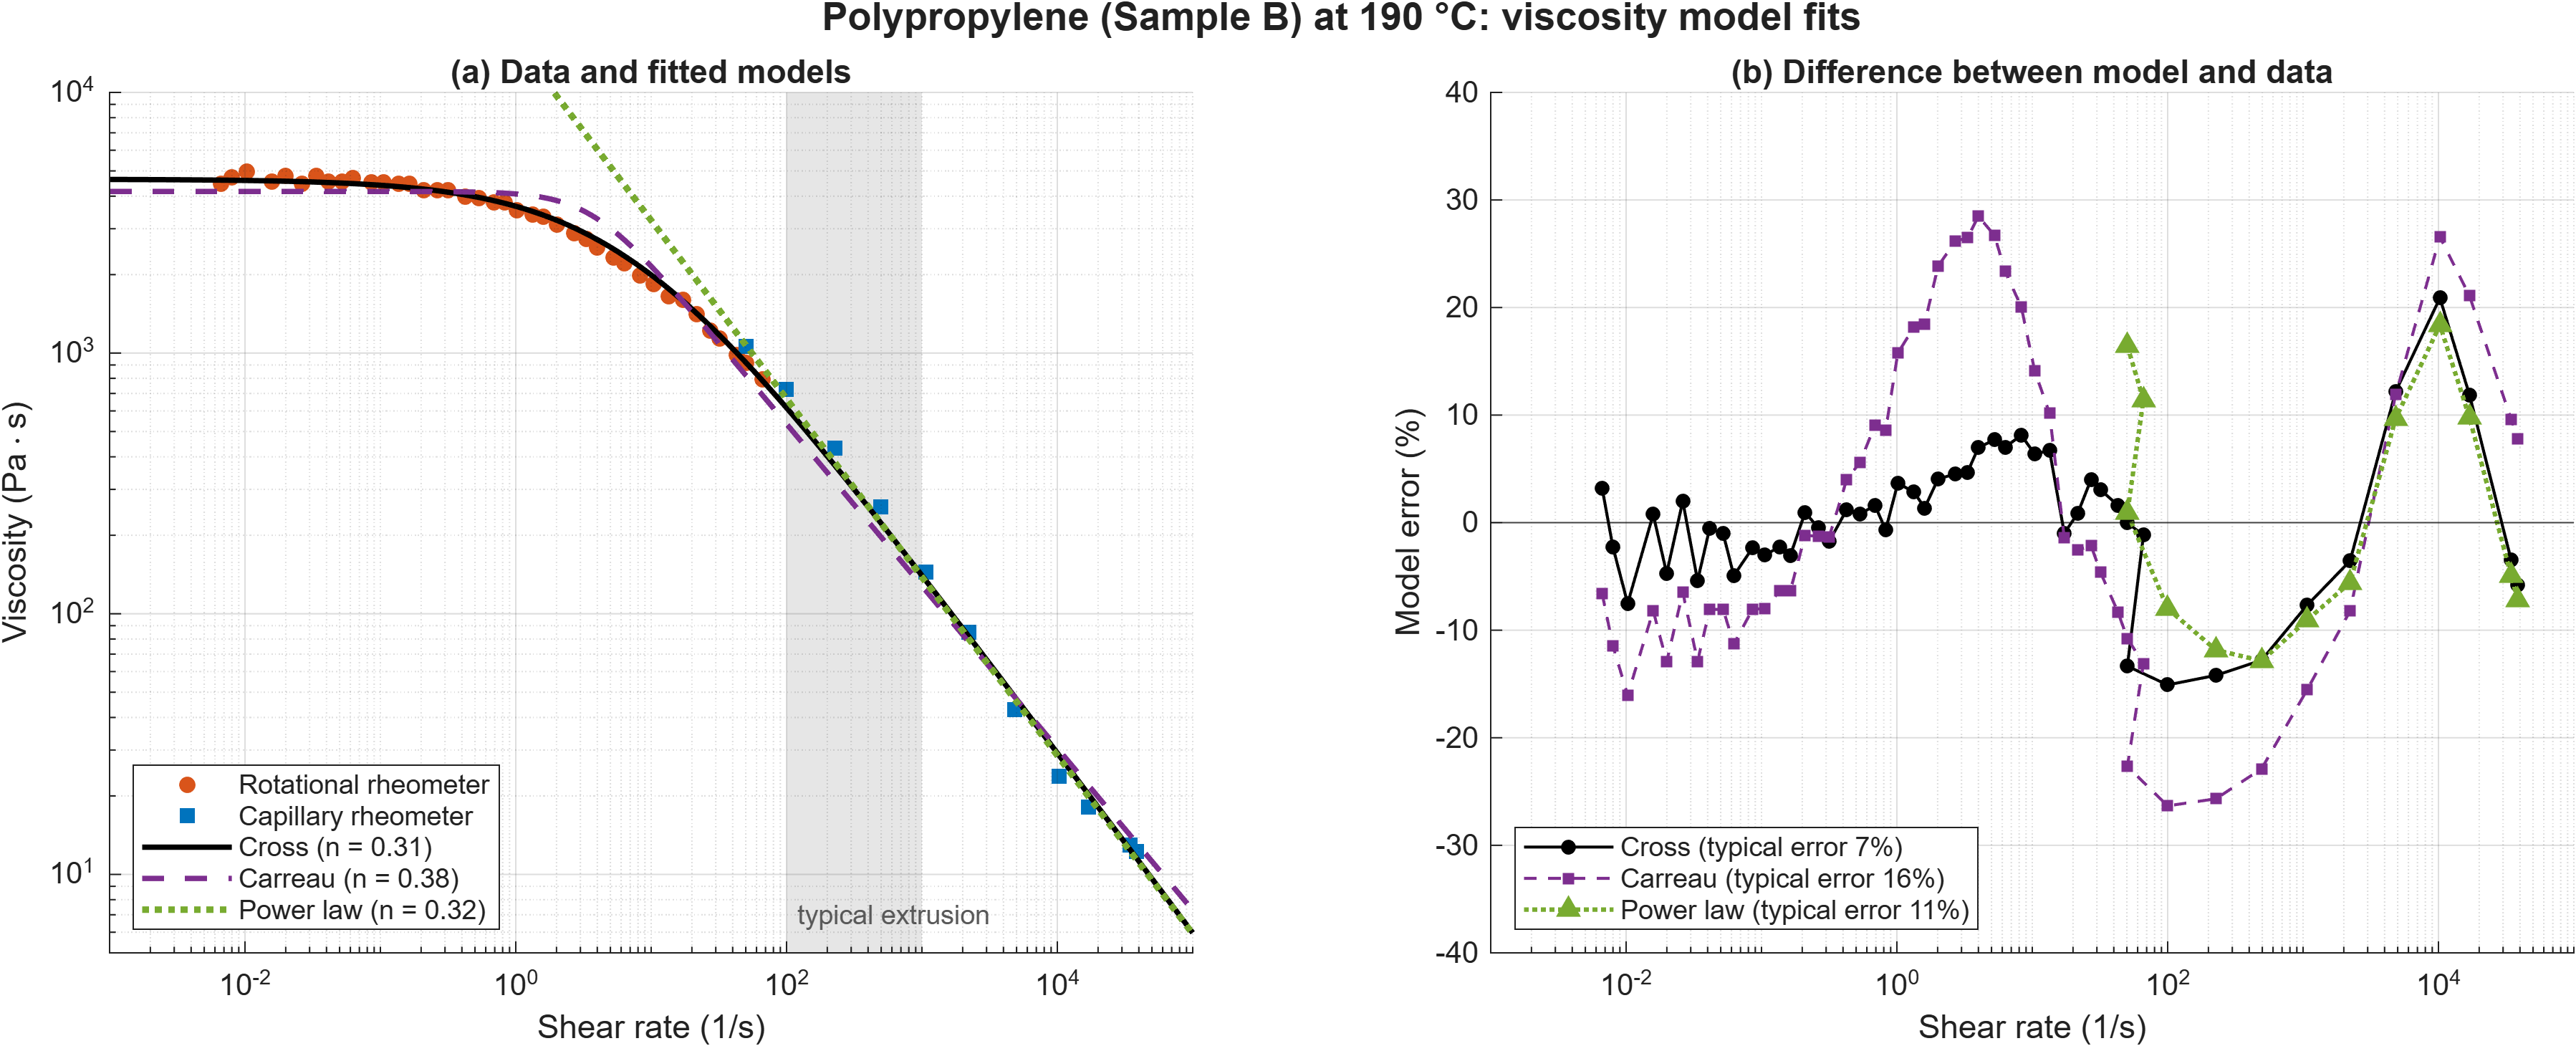 Polypropylene (Sample B) at 190 °C: viscosity model fits
(a) Data and fitted models
10^4
10^3
10^2
10^1
Viscosity (Pa · s)
typical extrusion
Rotational rheometer
Capillary rheometer
Cross (n = 0.31)
Carreau (n = 0.38)
Power law (n = 0.32)
10^-2
10^0
10^2
10^4
Shear rate (1/s)
(b) Difference between model and data
40
30
20
10
0
-10
-20
-30
-40
Model error (%)
Cross (typical error 7%)
Carreau (typical error 16%)
Power law (typical error 11%)
10^-2
10^0
10^2
10^4
Shear rate (1/s)